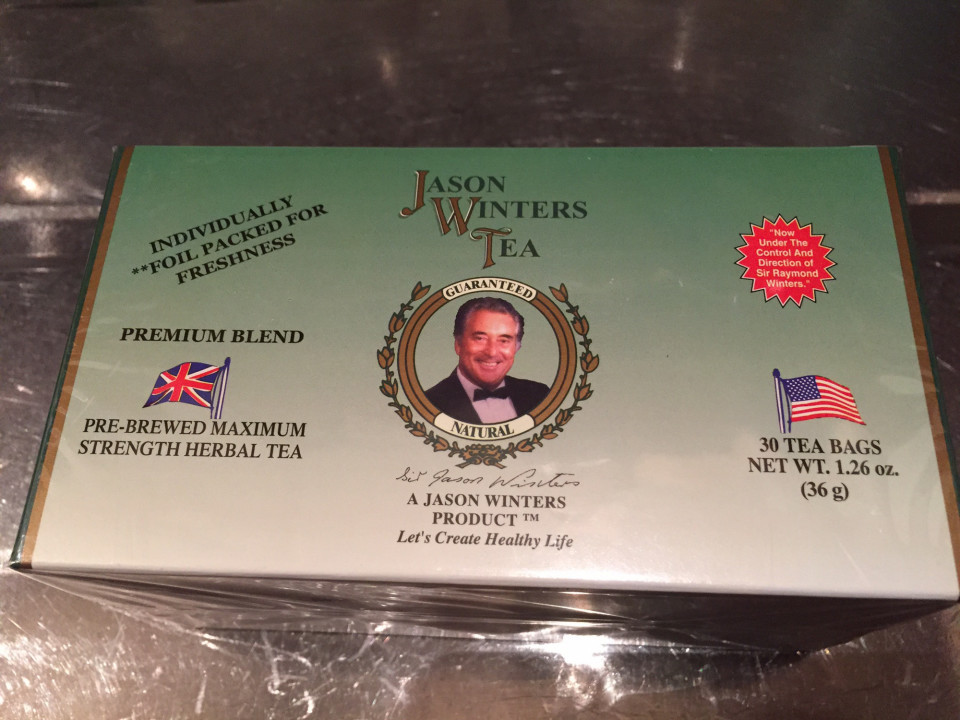 JASON
WINTERS
TEA
INDIVIDUALLY
**FOIL PACKED FOR
FRESHNESS
"Now
Under The
Control And
Direction of
Sir Raymond
Winters."
GUARANTEED
NATURAL
PREMIUM BLEND
PRE-BREWED MAXIMUM
STRENGTH HERBAL TEA
30 TEA BAGS
NET WT. 1.26 oz.
(36 g)
Sir Jason Winters
A JASON WINTERS
PRODUCT ™
Let's Create Healthy Life